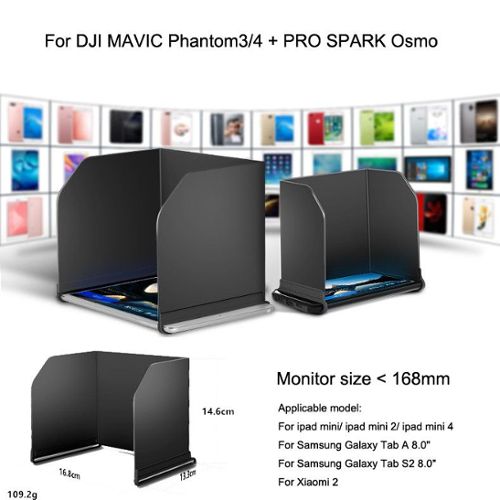 For DJI MAVIC Phantom3/4 + PRO SPARK Osmo
Monitor size < 168mm
Applicable model:
For ipad mini/ ipad mini 2/ ipad mini 4
For Samsung Galaxy Tab A 8.0"
For Samsung Galaxy Tab S2 8.0"
For Xiaomi 2
14.6cm
16.8cm
13.3cm
109.2g